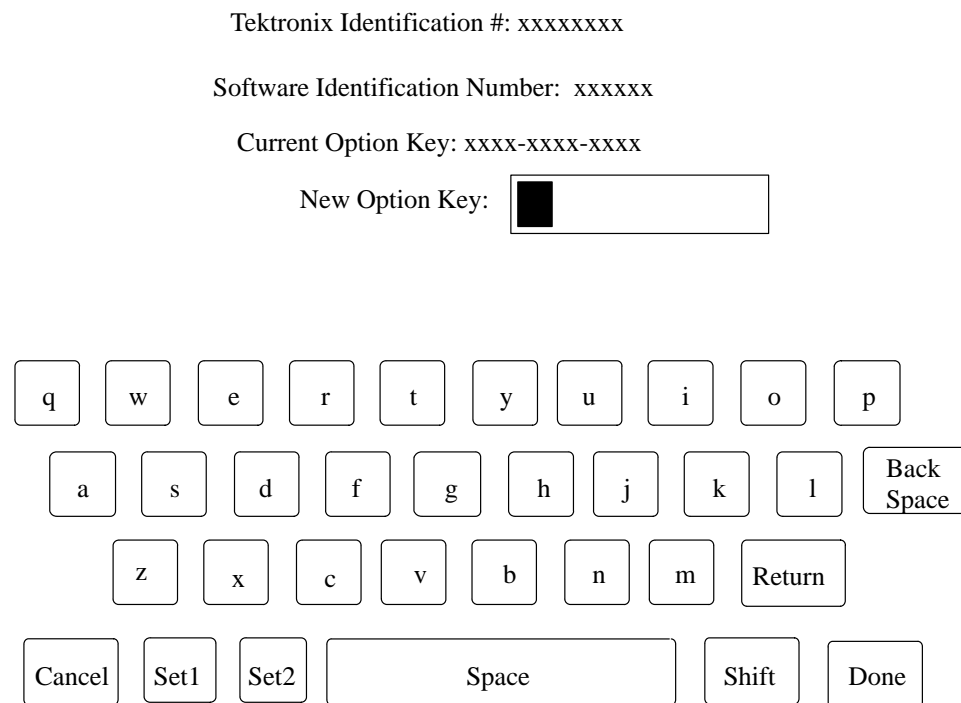 Tektronix Identification #: xxxxxxxx
Software Identification Number: xxxxxx
Current Option Key: xxxx-xxxx-xxxx
New Option Key:
q w e r t y u i o p
a s d f g h j k l Back Space
z x c v b n m Return
Cancel Set1 Set2 Space Shift Done